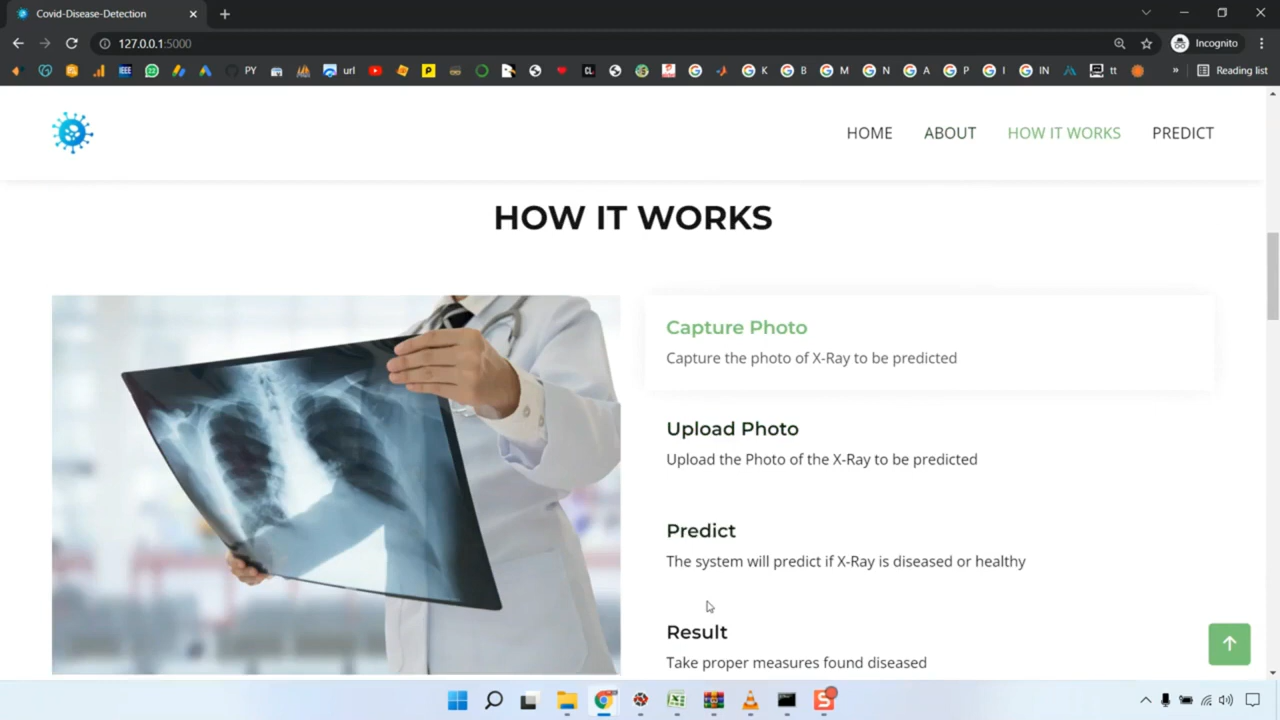 Covid-Disease-Detection
127.0.0.1:5000
Incognito
PY
url
K
B
M
N
A
P
I
IN
tt
Reading list
HOME
ABOUT
HOW IT WORKS
PREDICT
HOW IT WORKS
Capture Photo
Capture the photo of X-Ray to be predicted
Upload Photo
Upload the Photo of the X-Ray to be predicted
Predict
The system will predict if X-Ray is diseased or healthy
Result
Take proper measures found diseased